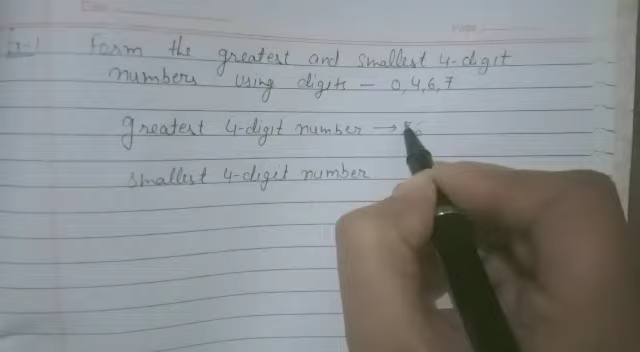 Form the greatest and smallest 4-digit
numbers using digits – 0,4,6,7
greatest 4-digit number →
smallest 4-digit number